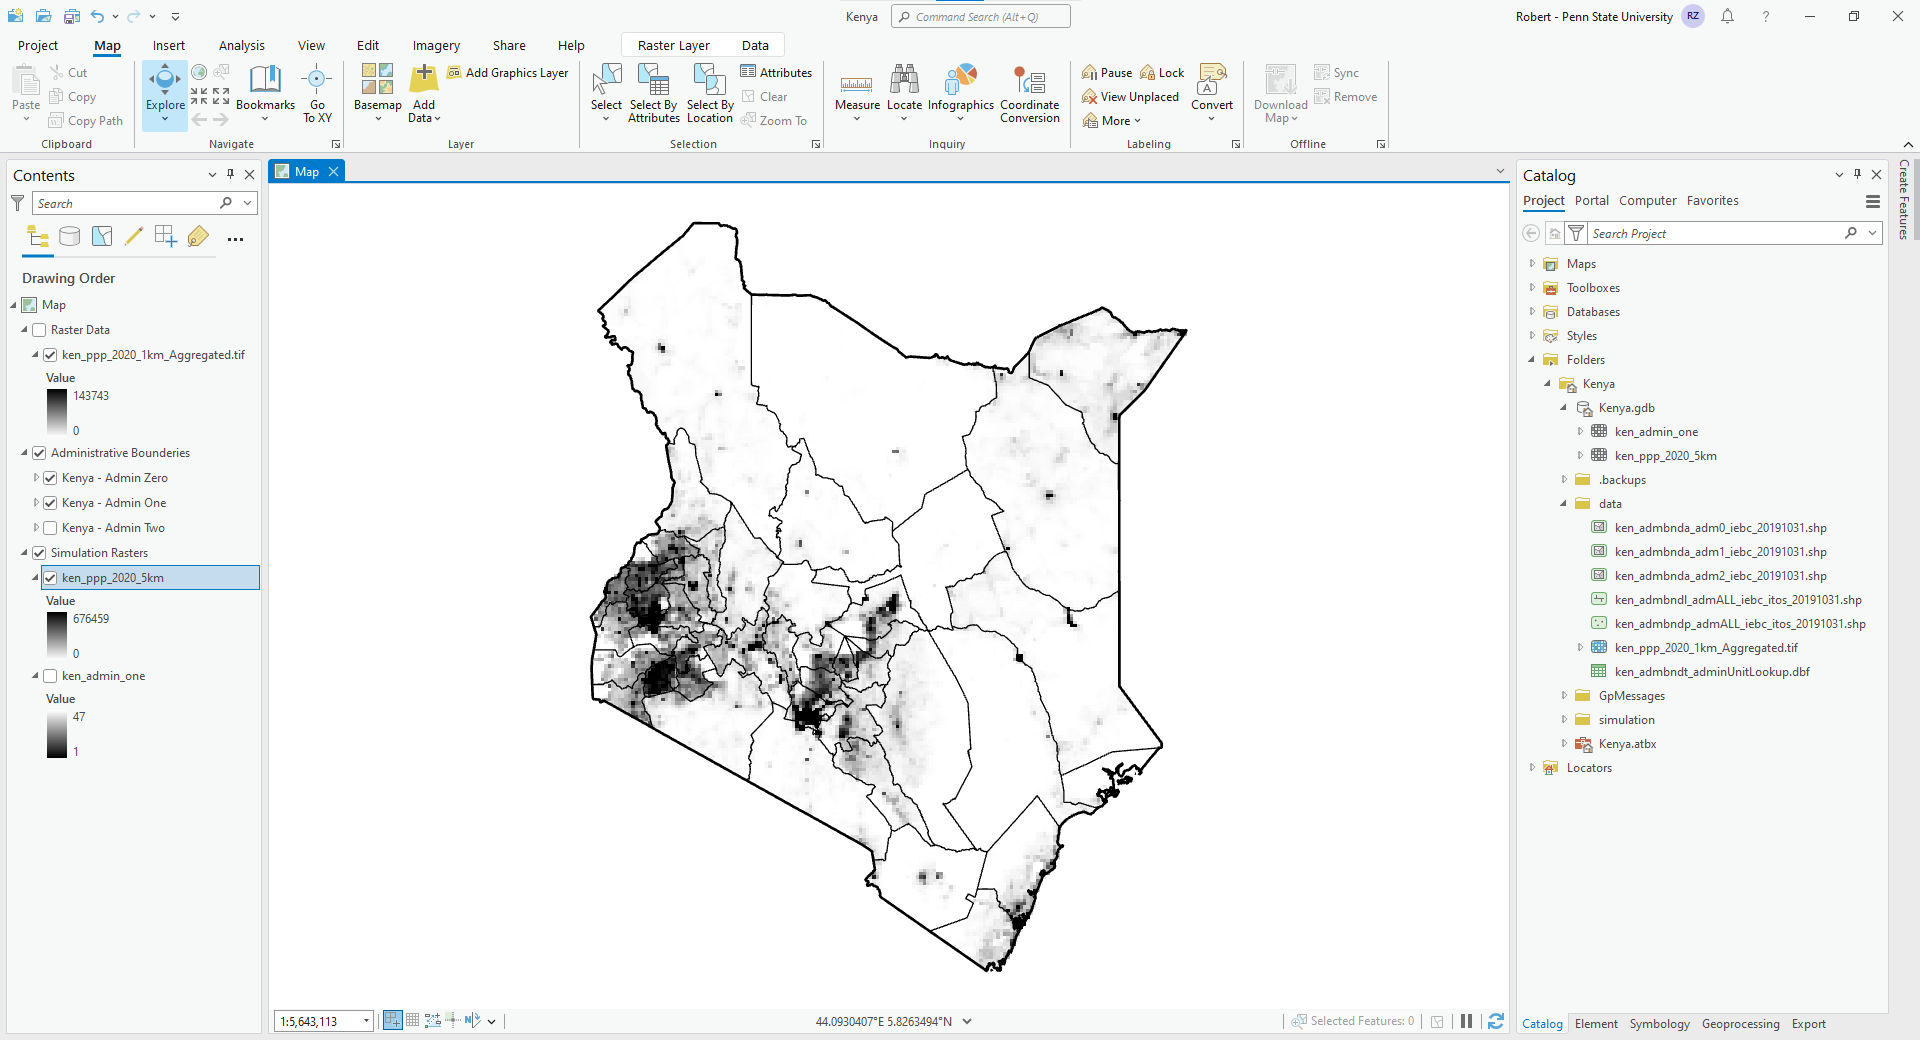 Kenya
Command Search (Alt+Q)
Robert - Penn State University
RZ
?
Project
Map
Insert
Analysis
View
Edit
Imagery
Share
Help
Raster Layer
Data
Paste
Cut
Copy
Copy Path
Clipboard
Explore
Bookmarks
Go
To XY
Navigate
Basemap
Add
Data
Add Graphics Layer
Layer
Select
Select By
Attributes
Select By
Location
Attributes
Clear
Zoom To
Selection
Measure
Locate
Infographics
Coordinate
Conversion
Inquiry
Pause
Lock
View Unplaced
More
Convert
Labeling
Download
Map
Sync
Remove
Offline
Contents
Search
Drawing Order
Map
Raster Data
ken_ppp_2020_1km_Aggregated.tif
Value
143743
0
Administrative Bounderies
Kenya - Admin Zero
Kenya - Admin One
Kenya - Admin Two
Simulation Rasters
ken_ppp_2020_5km
Value
676459
0
ken_admin_one
Value
47
1
Map
1:5,643,113
44.0930407°E 5.8263494°N
Selected Features: 0
Catalog
Project
Portal
Computer
Favorites
Search Project
Maps
Toolboxes
Databases
Styles
Folders
Kenya
Kenya.gdb
ken_admin_one
ken_ppp_2020_5km
.backups
data
ken_admbnda_adm0_iebc_20191031.shp
ken_admbnda_adm1_iebc_20191031.shp
ken_admbnda_adm2_iebc_20191031.shp
ken_admbndl_admALL_iebc_itos_20191031.shp
ken_admbndp_admALL_iebc_itos_20191031.shp
ken_ppp_2020_1km_Aggregated.tif
ken_admbndt_adminUnitLookup.dbf
GpMessages
simulation
Kenya.atbx
Locators
Catalog
Element
Symbology
Geoprocessing
Export
Create Features